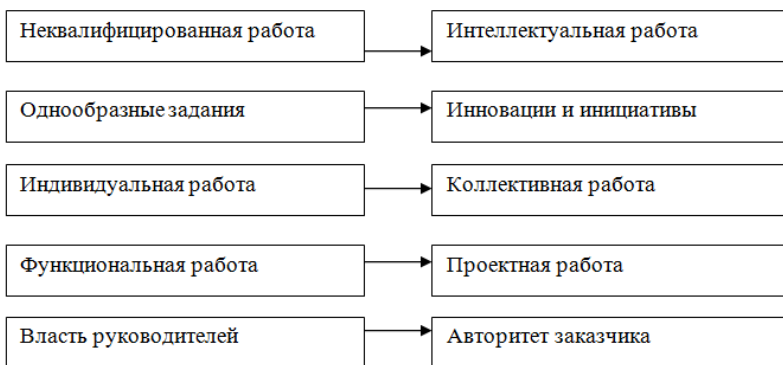 Неквалифицированная работа
Интеллектуальная работа
Однообразные задания
Инновации и инициативы
Индивидуальная работа
Коллективная работа
Функциональная работа
Проектная работа
Власть руководителей
Авторитет заказчика